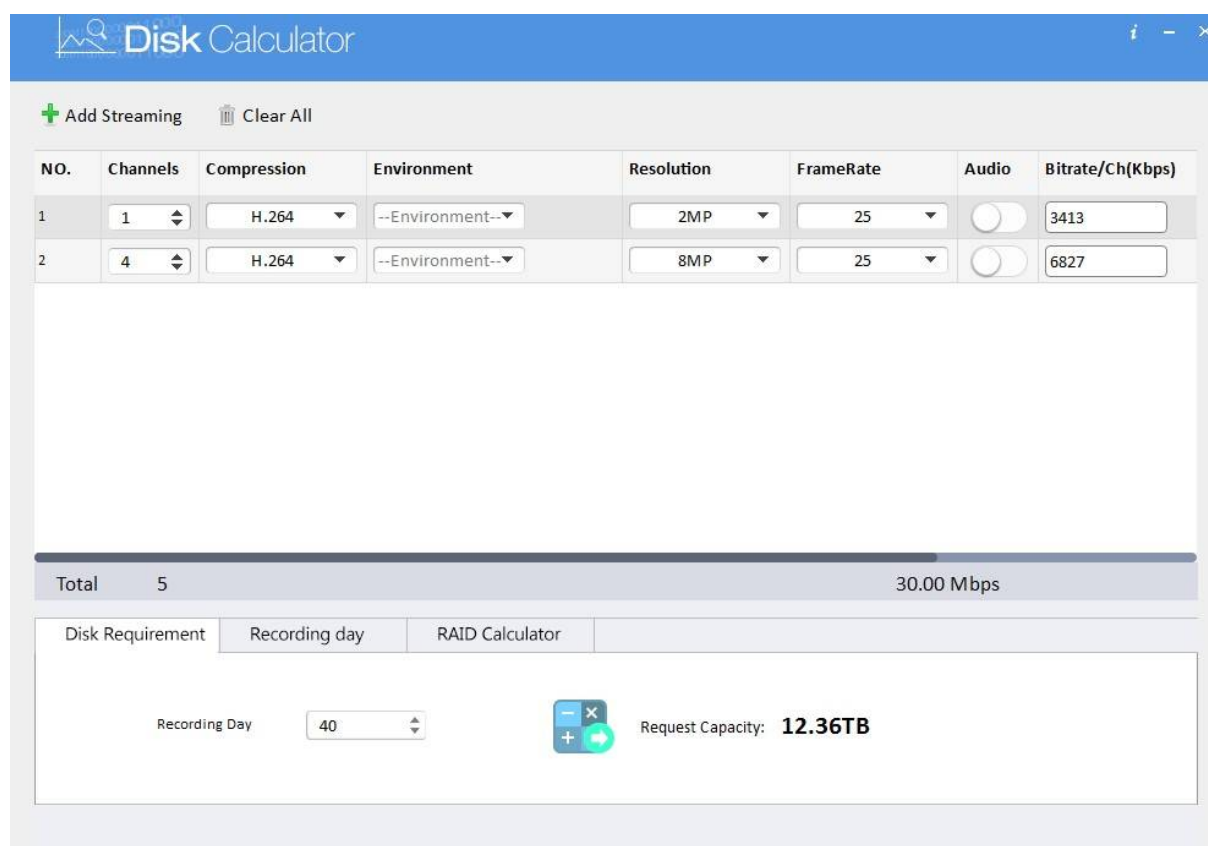 Disk Calculator
i
Add Streaming Clear All
NO. Channels Compression Environment Resolution FrameRate Audio Bitrate/Ch(Kbps)
1 1 H.264 --Environment-- 2MP 25 3413
2 4 H.264 --Environment-- 8MP 25 6827
Total 5 30.00 Mbps
Disk Requirement Recording day RAID Calculator
Recording Day 40 Request Capacity: 12.36TB